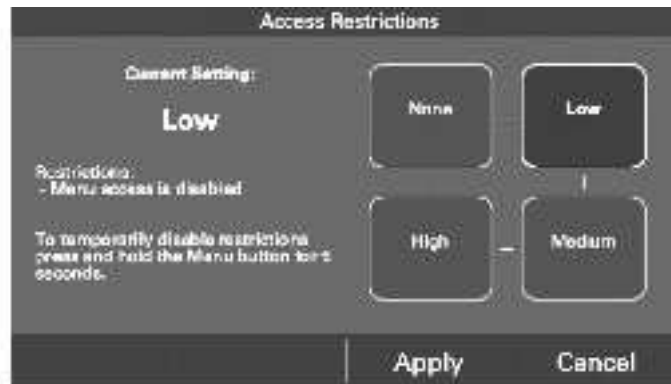 Access Restrictions
Current Setting:
Low
Restrictions:
- Menu access is disabled
To temporarily disable restrictions
press and hold the Menu button for
seconds.
None
Low
High
Medium
Apply
Cancel